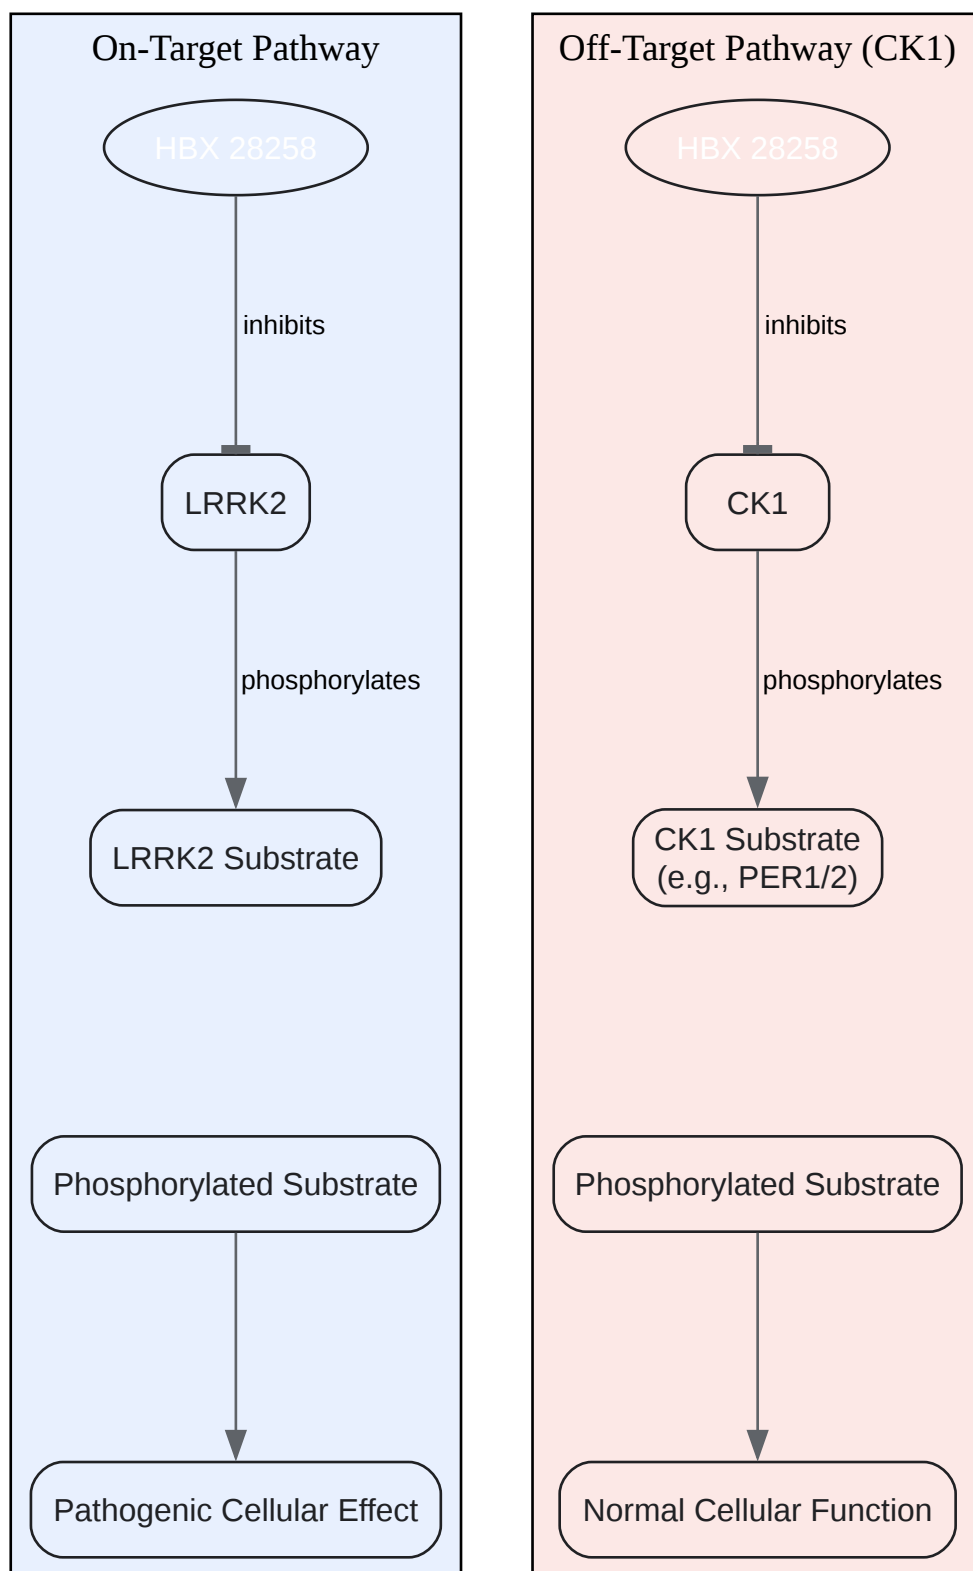 On-Target Pathway
HBX 28258
inhibits
LRRK2
phosphorylates
LRRK2 Substrate
Phosphorylated Substrate
Pathogenic Cellular Effect
Off-Target Pathway (CK1)
HBX 28258
inhibits
CK1
phosphorylates
CK1 Substrate
(e.g., PER1/2)
Phosphorylated Substrate
Normal Cellular Function